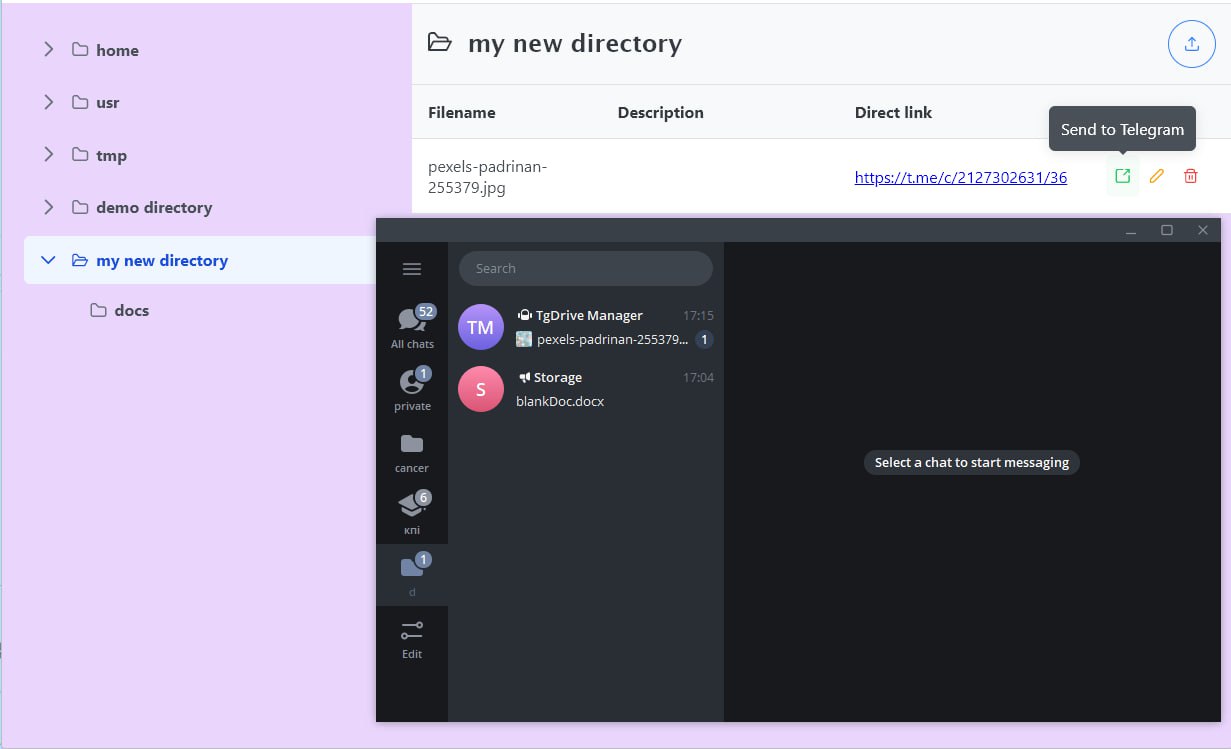 home
usr
tmp
demo directory
my new directory
docs
my new directory
Filename Description Direct link
Send to Telegram
pexels-padrinan-
255379.jpg
https://t.me/c/2127302631/36
Search
52
All chats
1
private
cancer
6
кпі
1
d
Edit
TM
TgDrive Manager 17:15
pexels-padrinan-255379... 1
S
Storage 17:04
blankDoc.docx
Select a chat to start messaging